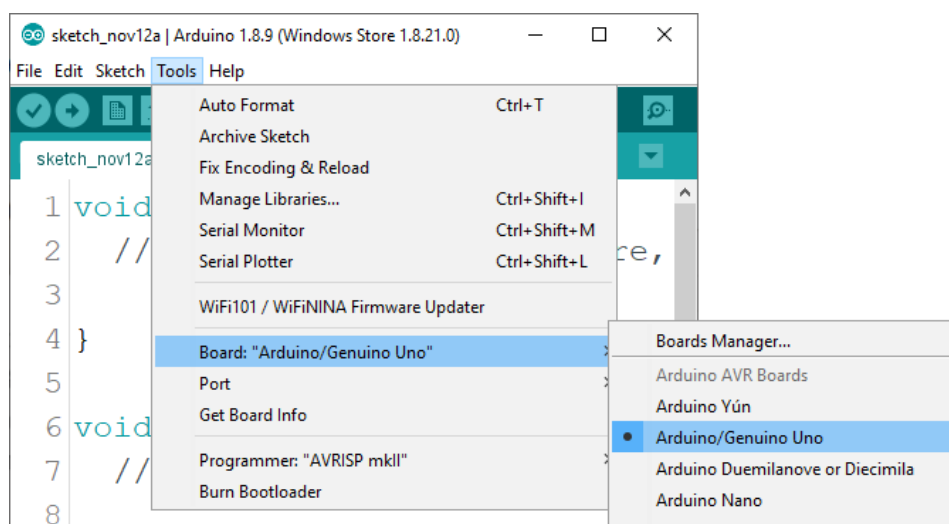 sketch_nov12a | Arduino 1.8.9 (Windows Store 1.8.21.0)
File Edit Sketch Tools Help
sketch_nov12a
Auto Format Ctrl+T
Archive Sketch
Fix Encoding & Reload
Manage Libraries... Ctrl+Shift+I
Serial Monitor Ctrl+Shift+M
Serial Plotter Ctrl+Shift+L
WiFi101 / WiFiNINA Firmware Updater
Board: "Arduino/Genuino Uno"
Port
Get Board Info
Programmer: "AVRISP mkII"
Burn Bootloader
Boards Manager...
Arduino AVR Boards
Arduino Yún
Arduino/Genuino Uno
Arduino Duemilanove or Diecimila
Arduino Nano
1 void
2 // re,
3
4 }
5
6 void
7 //
8